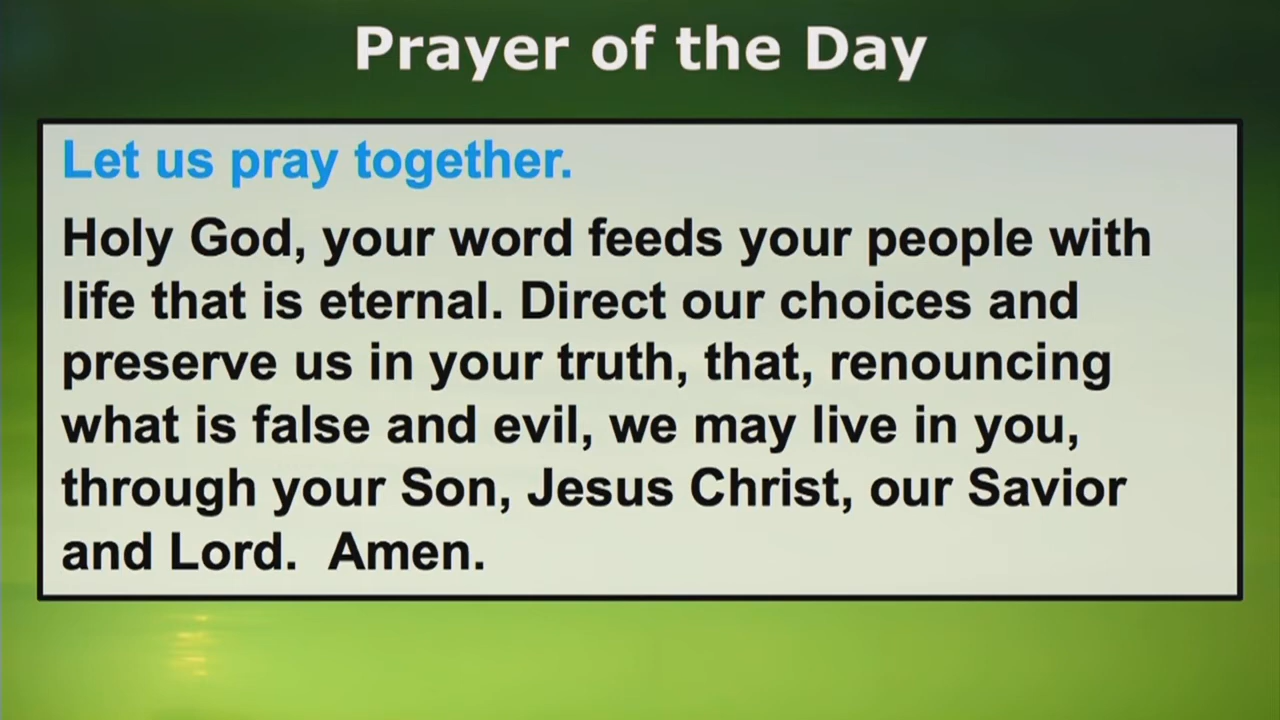 Prayer of the Day
Let us pray together.
Holy God, your word feeds your people with
life that is eternal. Direct our choices and
preserve us in your truth, that, renouncing
what is false and evil, we may live in you,
through your Son, Jesus Christ, our Savior
and Lord.  Amen.